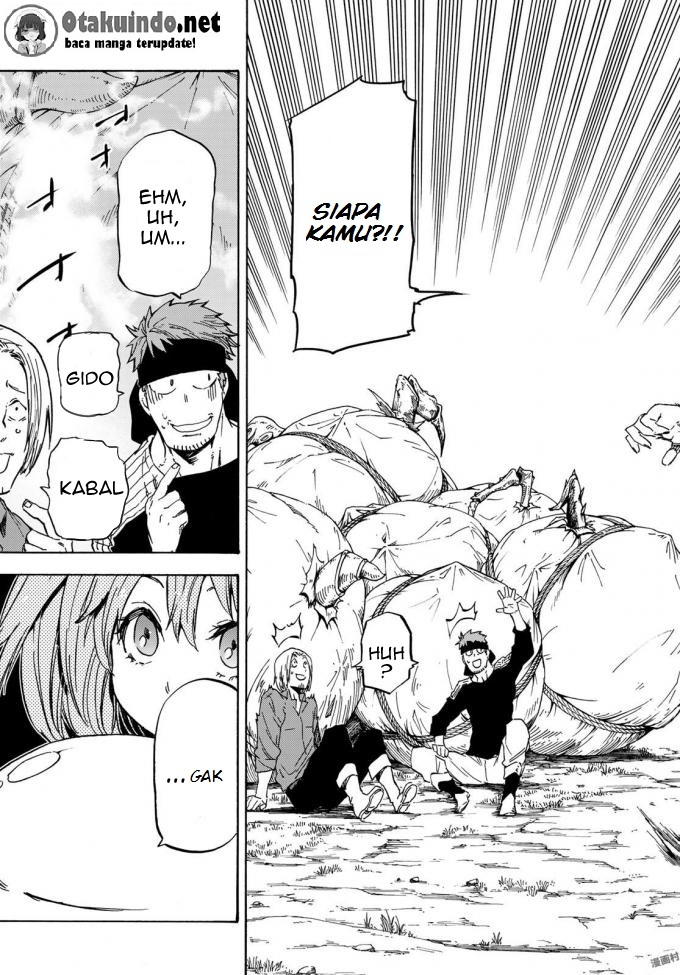 Otakuindo.net
baca manga terupdate!
SIAPA
KAMU?!!
HUH
?
EHM,
UH,
UM...
GIDO
KABAL
...GAK
漫画村